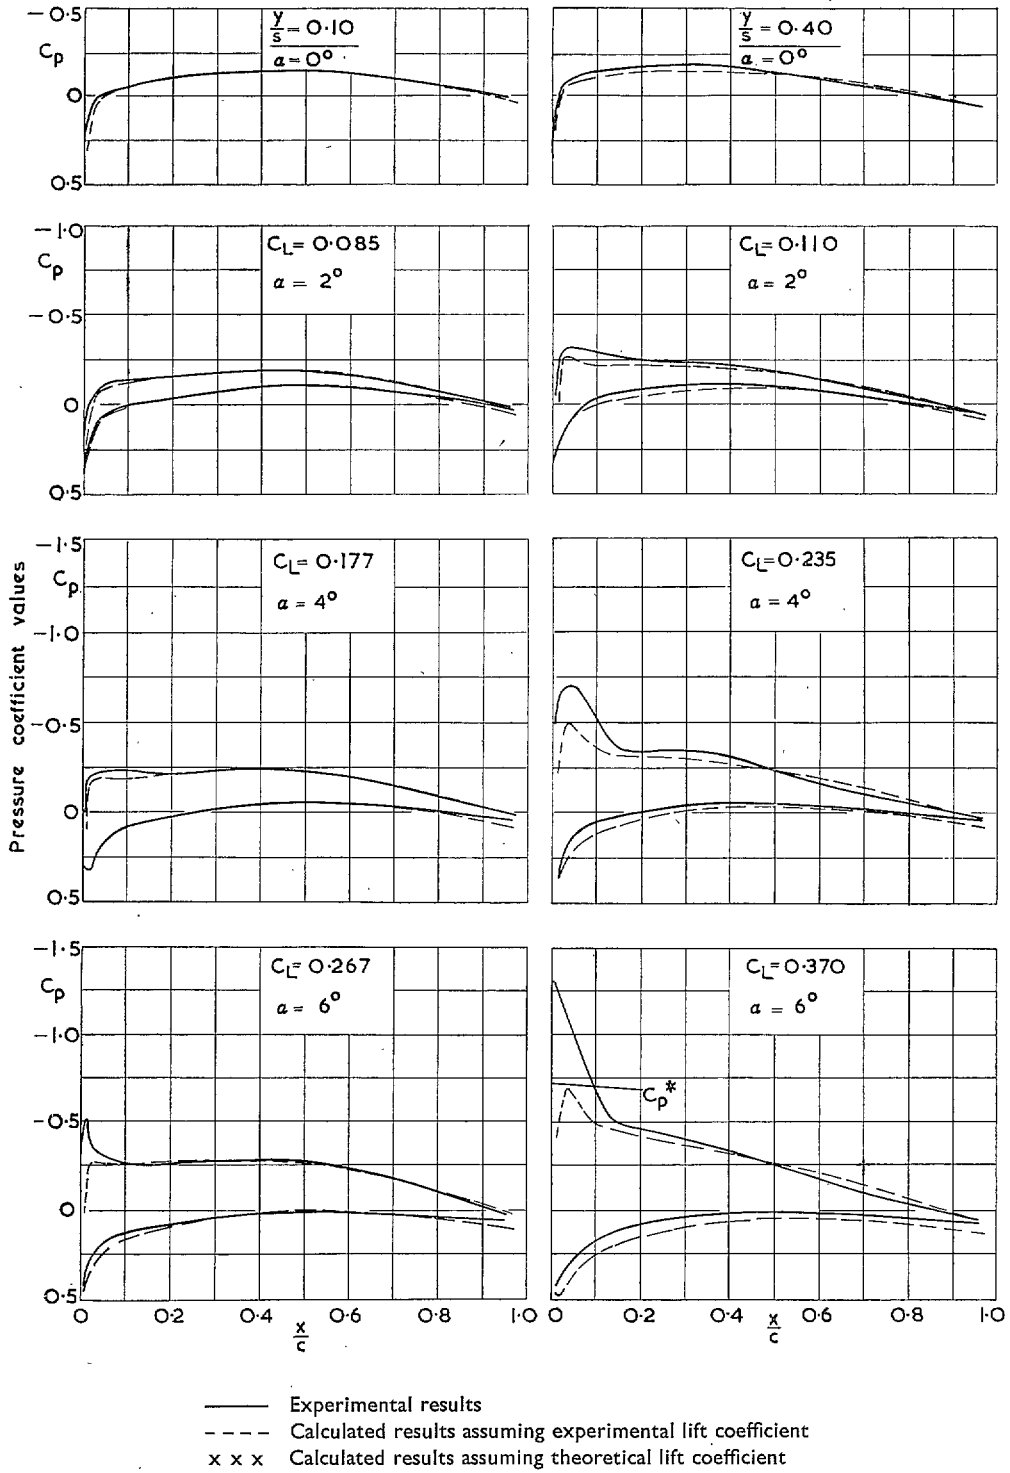 y/s = 0·10
a = 0°
−0·5
Cp
0
0·5
y/s = 0·40
a = 0°
−1·0
Cp
−0·5
0
0·5
CL = 0·085
a = 2°
CL = 0·110
a = 2°
Pressure coefficient values
−1·5
Cp
−1·0
−0·5
0
0·5
CL = 0·177
a = 4°
CL = 0·235
a = 4°
−1·5
Cp
−1·0
−0·5
0
0·5
CL = 0·267
a = 6°
CL = 0·370
a = 6°
Cp*
0 0·2 0·4 0·6 0·8 1·0
x/c
0 0·2 0·4 0·6 0·8 1·0
x/c
Experimental results
Calculated results assuming experimental lift coefficient
x x x Calculated results assuming theoretical lift coefficient